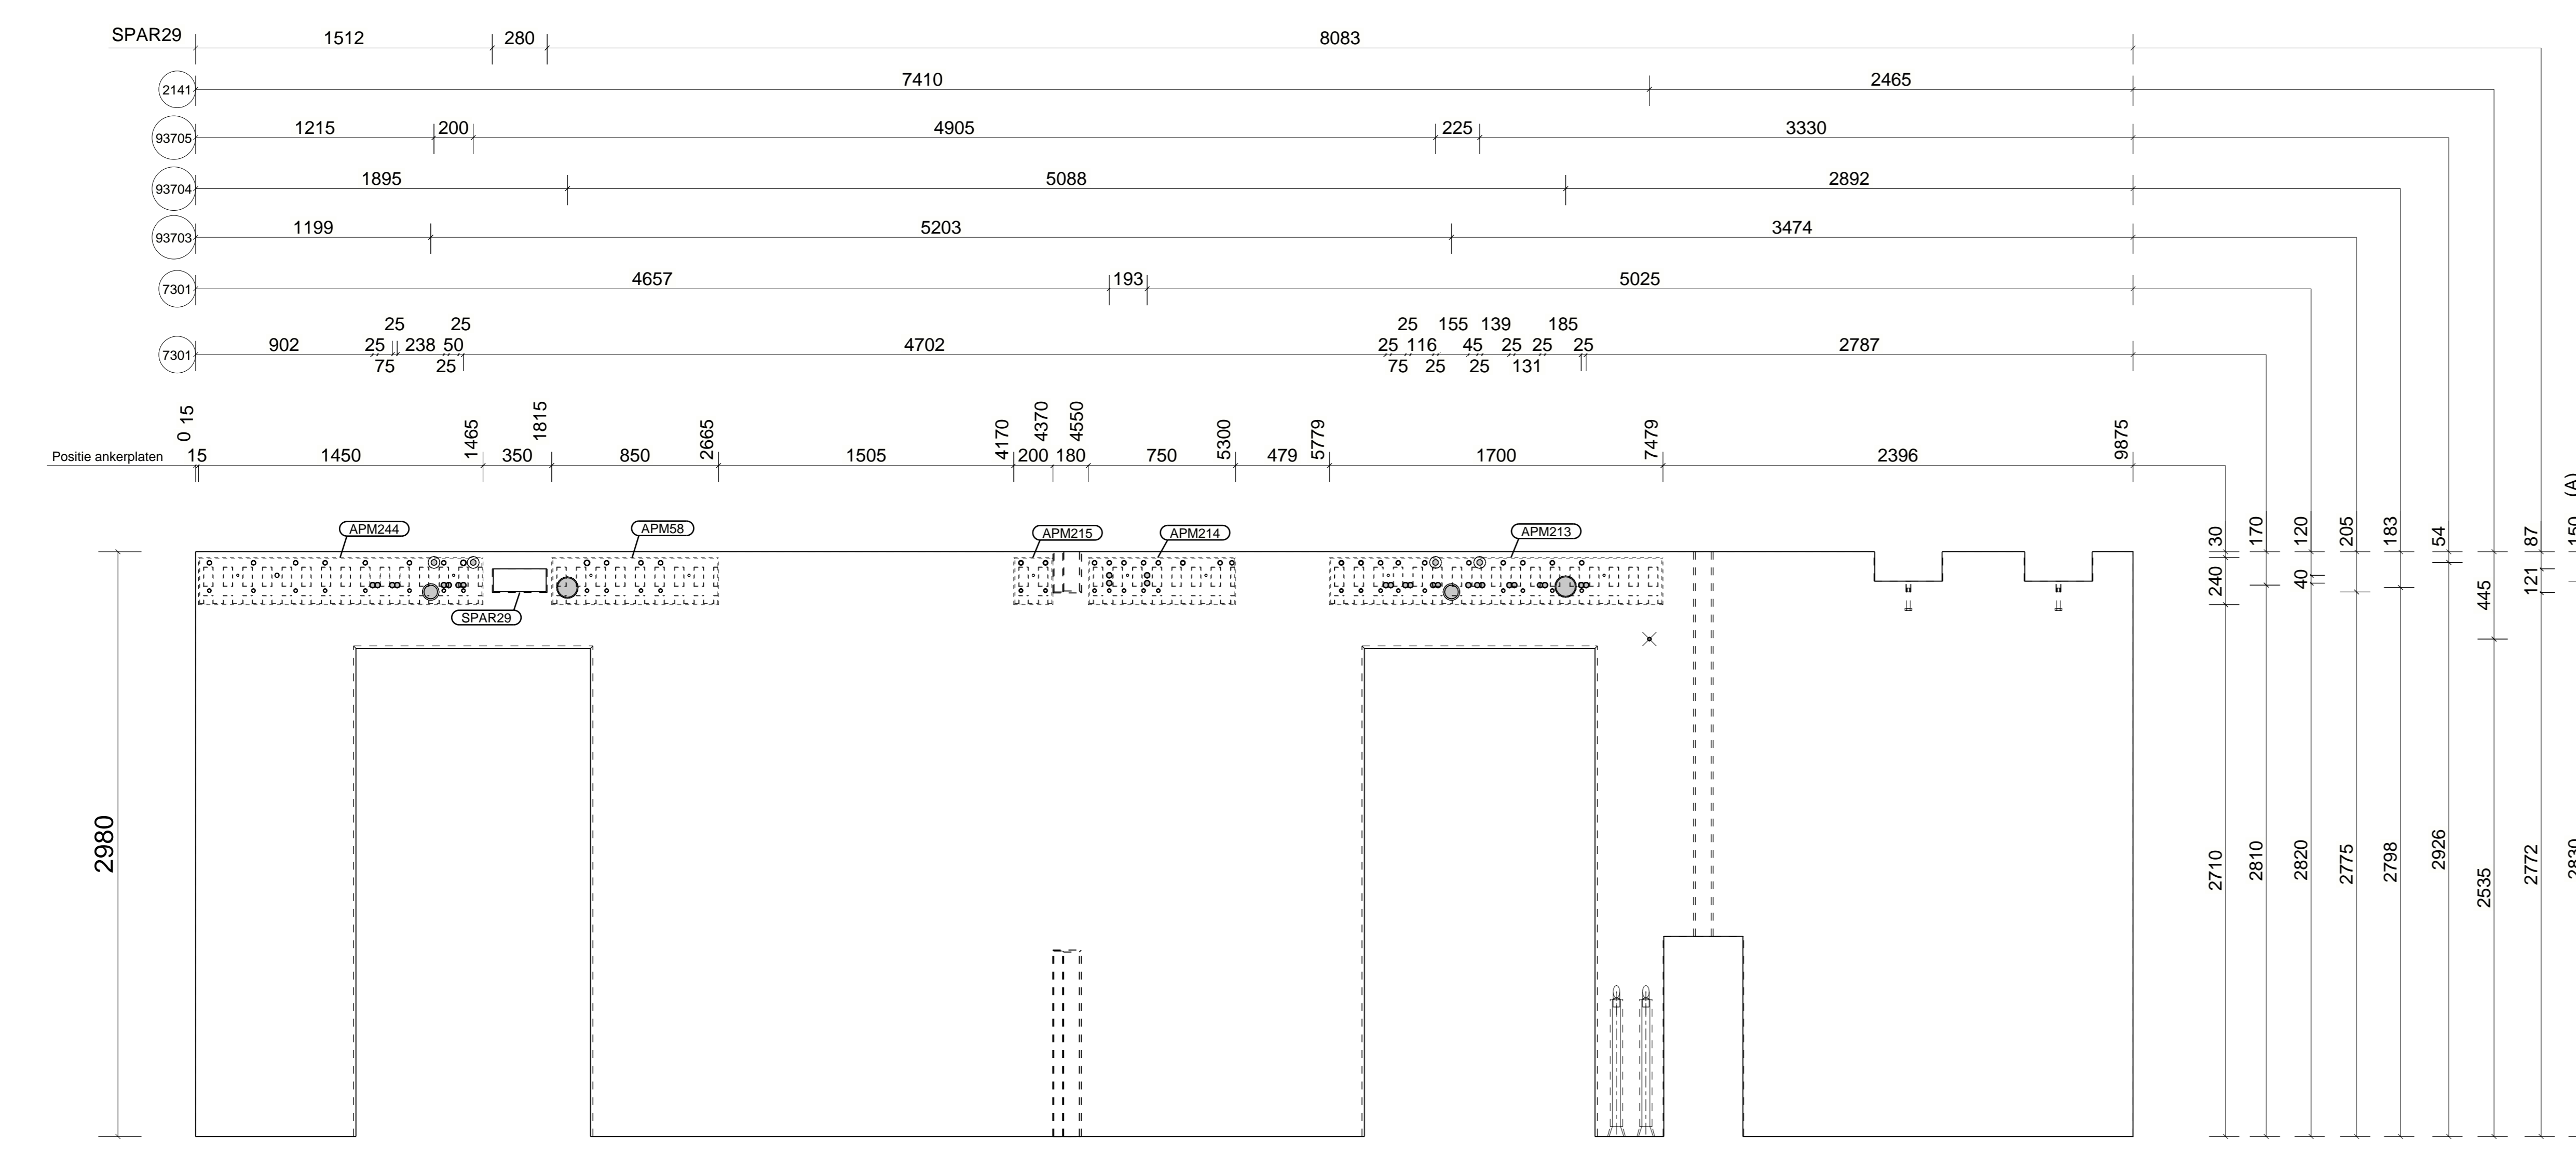 SPAR29 1512 280 8083
2141 7410 2465
93705 1215 200 4905 225 3330
93704 1895 5088 2892
93703 1199 5203 3474
7301 4657 193 5025
25 25 25 155 139 185
7301 902 25 238 50 4702 25 116 45 25 25 25 2787
75 25 75 25 25 131
0 15 1465 1815 2665 4170 4370 4550 5300 5779 7479 9875
Positie ankerplaten 15 1450 350 850 1505 200 180 750 479 1700 2396
(A)
30 170 120 205 183 54 87 150
APM244 APM58 APM215 APM214 APM213
240 40 445 121
SPAR29
2980
2710 2810 2820 2775 2798 2926 2535 2772 2830